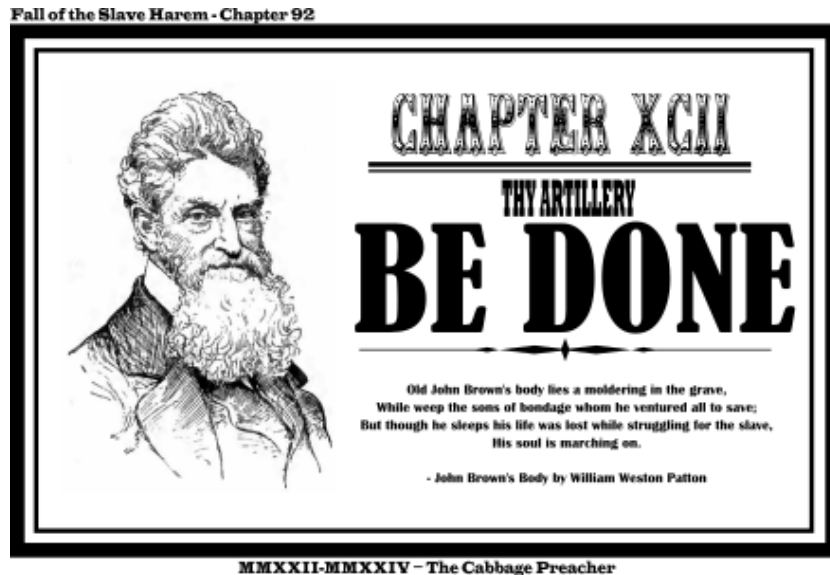 Fall of the Slave Harem - Chapter 92
CHAPTER XCII
THY ARTILLERY
BE DONE
Old John Brown's body lies a moldering in the grave,
While weep the sons of bondage whom he ventured all to save;
But though he sleeps his life was lost while struggling for the slave,
His soul is marching on.
- John Brown's Body by William Weston Patton
MMXXII-MMXXIV – The Cabbage Preacher